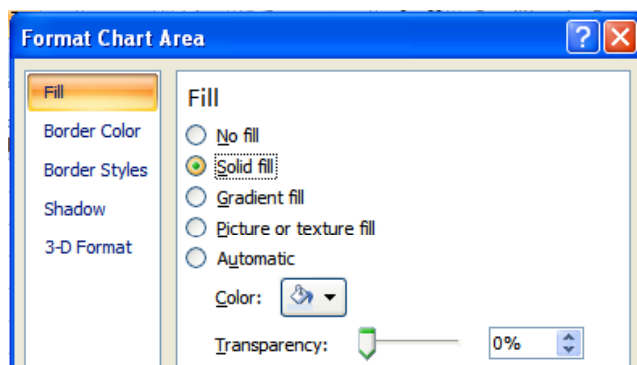 Format Chart Area
Fill
Border Color
Border Styles
Shadow
3-D Format
Fill
No fill
Solid fill
Gradient fill
Picture or texture fill
Automatic
Color:
Transparency: 0%